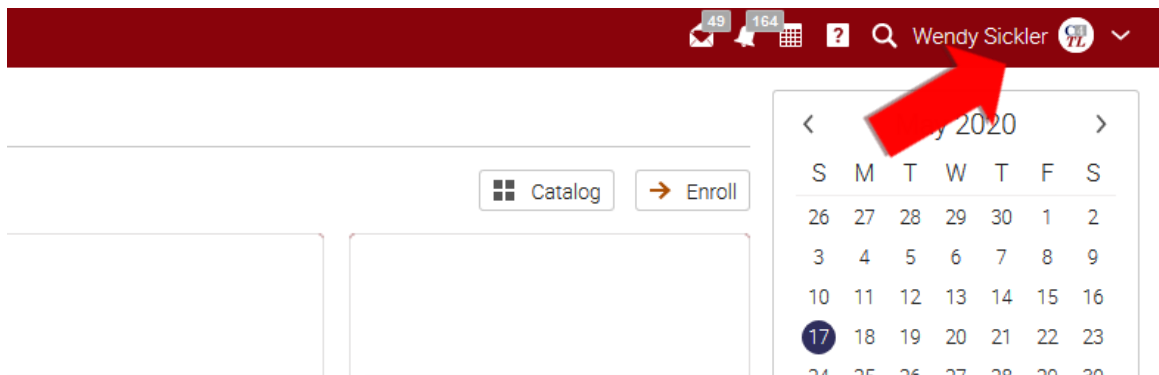 49 164
? Wendy Sickler
2020
Catalog Enroll
S M T W T F S
26 27 28 29 30 1 2
3 4 5 6 7 8 9
10 11 12 13 14 15 16
17 18 19 20 21 22 23